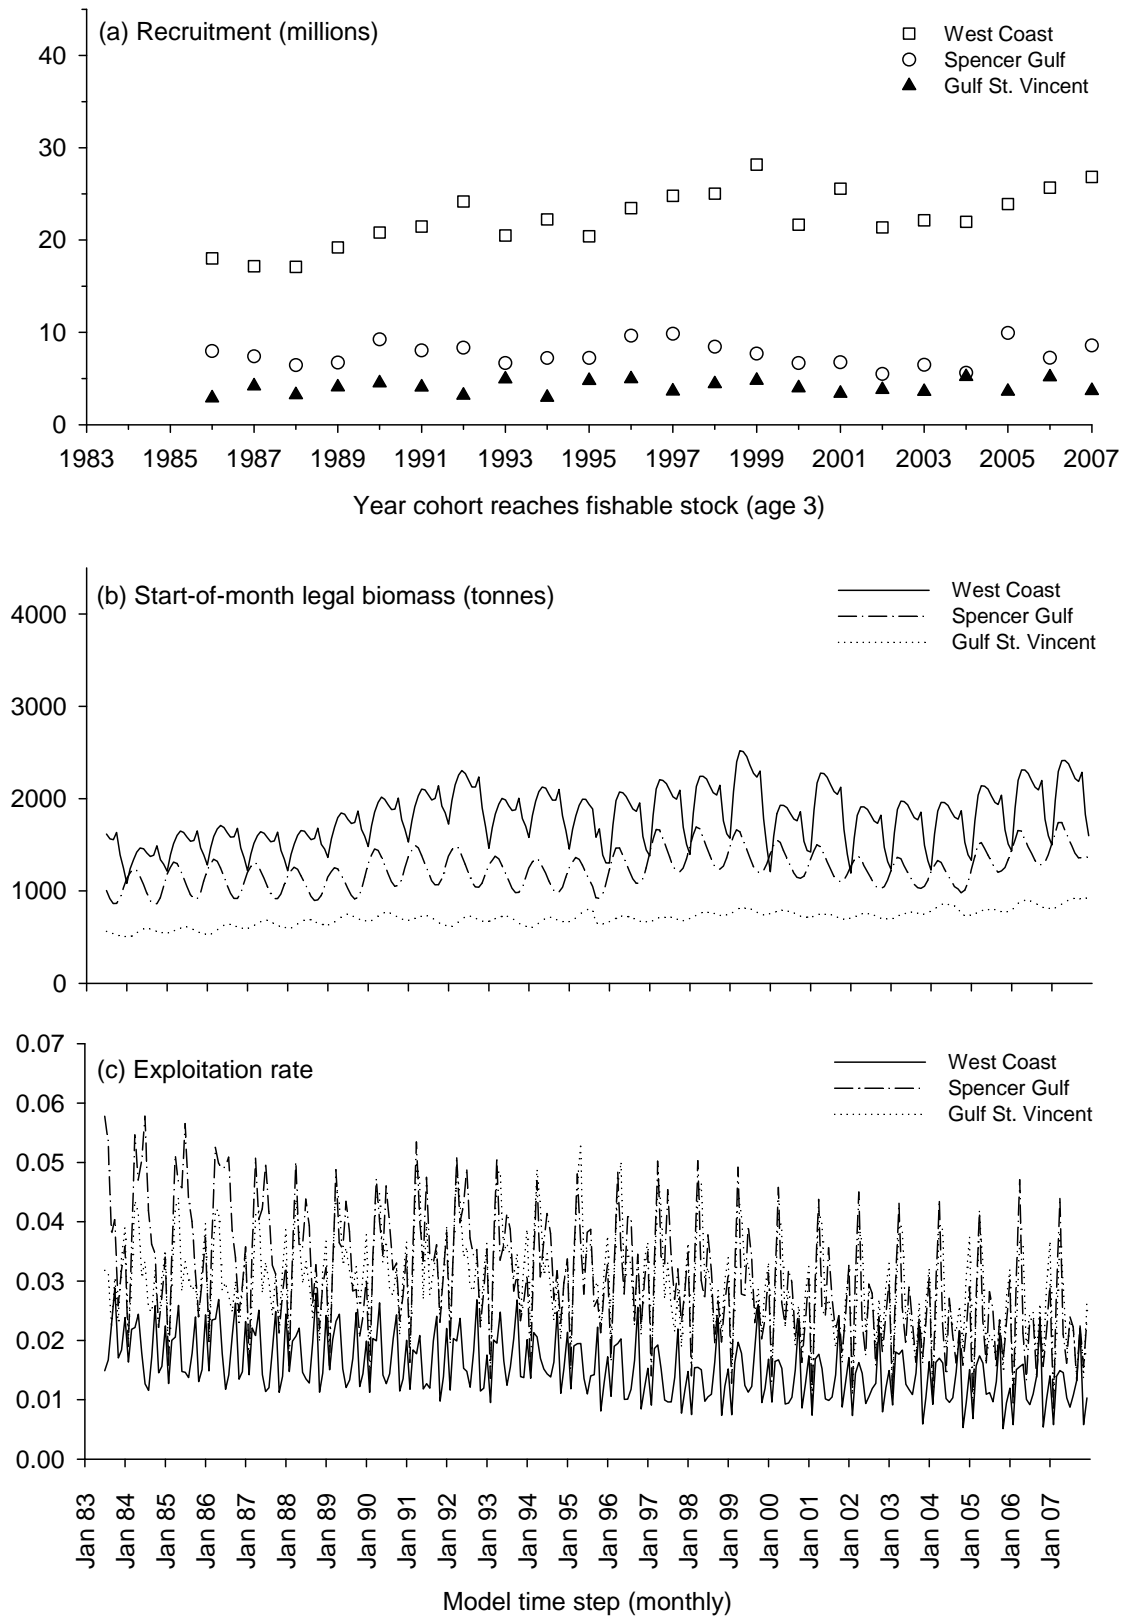 (a) Recruitment (millions)
West Coast
Spencer Gulf
Gulf St. Vincent
40
30
20
10
0
1983 1985 1987 1989 1991 1993 1995 1997 1999 2001 2003 2005 2007
Year cohort reaches fishable stock (age 3)
(b) Start-of-month legal biomass (tonnes)
West Coast
Spencer Gulf
Gulf St. Vincent
4000
3000
2000
1000
0
(c) Exploitation rate
West Coast
Spencer Gulf
Gulf St. Vincent
0.07
0.06
0.05
0.04
0.03
0.02
0.01
0.00
Jan 83
Jan 84
Jan 85
Jan 86
Jan 87
Jan 88
Jan 89
Jan 90
Jan 91
Jan 92
Jan 93
Jan 94
Jan 95
Jan 96
Jan 97
Jan 98
Jan 99
Jan 00
Jan 01
Jan 02
Jan 03
Jan 04
Jan 05
Jan 06
Jan 07
Model time step (monthly)